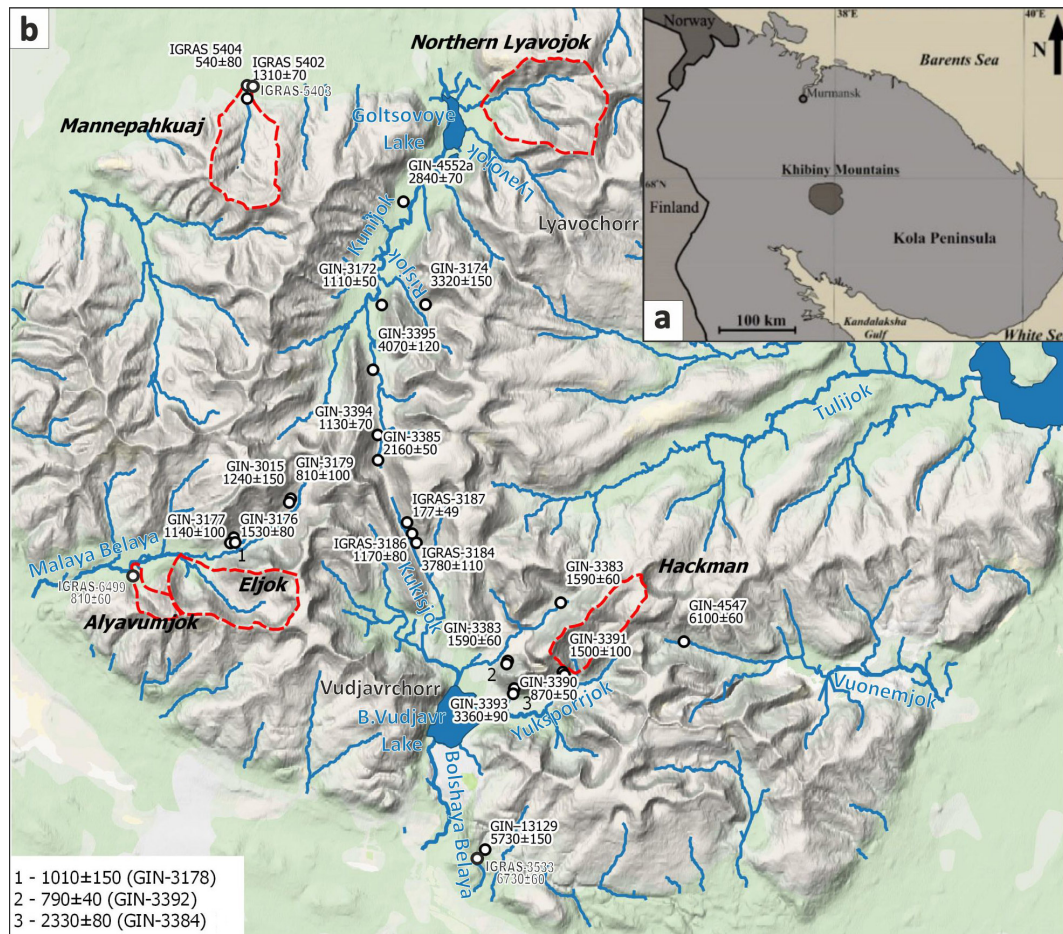 b
IGRAS 5404
540±80
IGRAS 5402
1310±70
IGRAS-5403
Mannepahkuaj
Northern Lyavojok
Goltsovoye
Lake
Lyavojok
GIN-4552a
2840±70
Kunijok
Lyavochorr
Risjok
GIN-3172
1110±50
GIN-3174
3320±150
GIN-3395
4070±120
GIN-3394
1130±70
GIN-3385
2160±50
GIN-3015
1240±150
GIN-3179
810±100
GIN-3177
1140±100
GIN-3176
1530±80
1
IGRAS-3187
177±49
IGRAS-3186
1170±80
IGRAS-3184
3780±110
Malaya Belaya
IGRAS-6499
810±60
Eljok
Alyavumjok
Kukisjok
Tulijok
GIN-3383
1590±60
Hackman
GIN-4547
6100±60
GIN-3383
1590±60
GIN-3391
1500±100
2
GIN-3390
870±50
3
GIN-3393
3360±90
Vudjavrchorr
B.Vudjavr
Lake
Yuksporrjok
Vuonemjok
Bolshaya Belaya
GIN-13129
5730±150
IGRAS-3533
6730±60
1 - 1010±150 (GIN-3178)
2 - 790±40 (GIN-3392)
3 - 2330±80 (GIN-3384)
Norway
38°E
40°E
N
Barents Sea
Murmansk
Khibiny Mountains
68°N
Finland
Kola Peninsula
a
100 km
Kandalaksha
Gulf
White Se